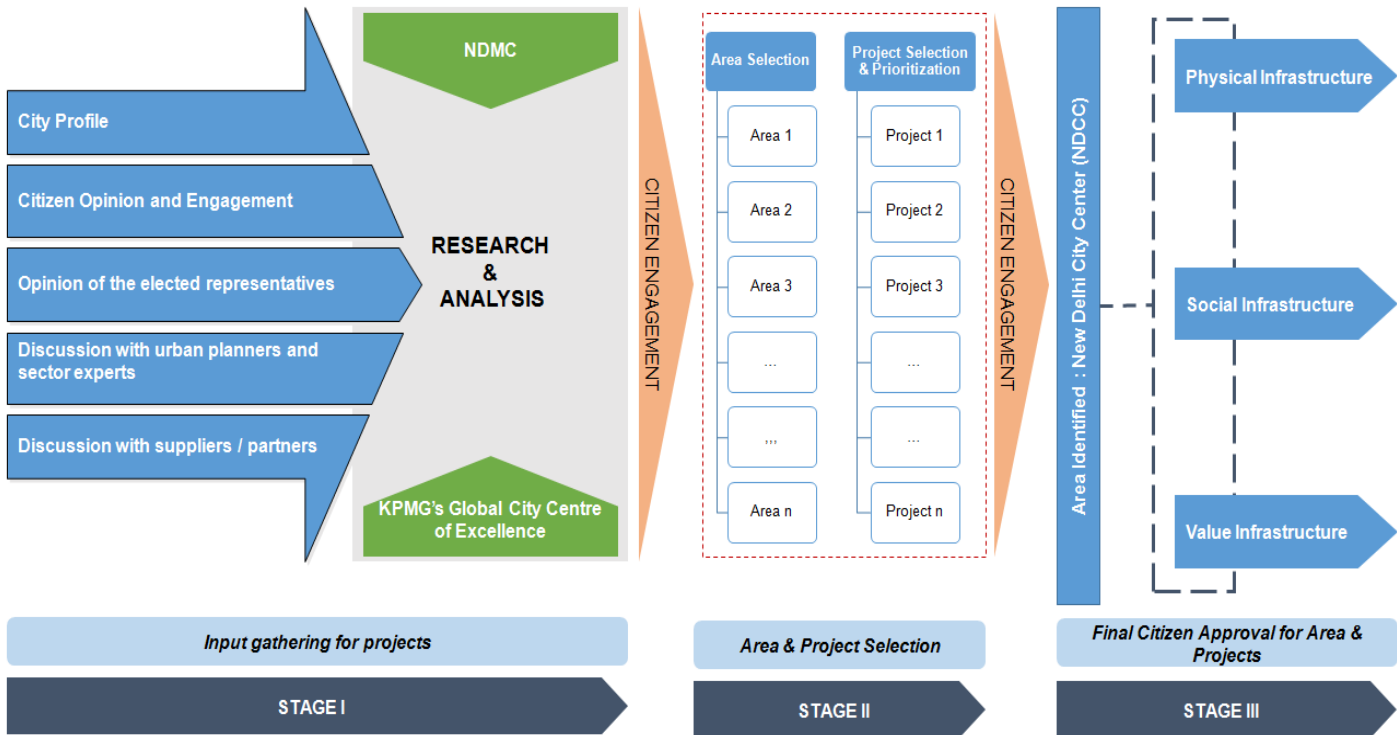 NDMC
City Profile
Citizen Opinion and Engagement
Opinion of the elected representatives
Discussion with urban planners and
sector experts
Discussion with suppliers / partners
RESEARCH
&
ANALYSIS
KPMG's Global City Centre
of Excellence
CITIZEN ENGAGEMENT
Area Selection
Area 1
Area 2
Area 3
...
,,,
Area n
Project Selection
& Prioritization
Project 1
Project 2
Project 3
...
...
Project n
CITIZEN ENGAGEMENT
Area Identified : New Delhi City Center (NDCC)
Physical Infrastructure
Social Infrastructure
Value Infrastructure
Input gathering for projects
Area & Project Selection
Final Citizen Approval for Area &
Projects
STAGE I
STAGE II
STAGE III